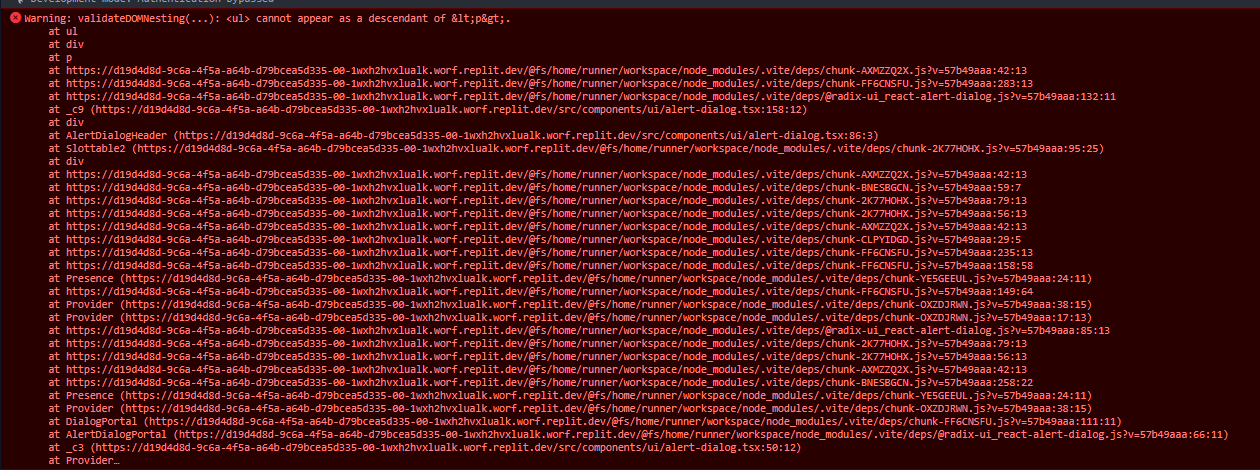 Development mode: Authentication bypassed
Warning: validateDOMNesting(...): <ul> cannot appear as a descendant of &lt;p&gt;.
at ul
at div
at p
at https://d19d4d8d-9c6a-4f5a-a64b-d79bcea5d335-00-1wxh2hvxlualk.worf.replit.dev/@fs/home/runner/workspace/node_modules/.vite/deps/chunk-AXMZZQ2X.js?v=57b49aaa:42:13
at https://d19d4d8d-9c6a-4f5a-a64b-d79bcea5d335-00-1wxh2hvxlualk.worf.replit.dev/@fs/home/runner/workspace/node_modules/.vite/deps/chunk-FF6CNSFU.js?v=57b49aaa:283:13
at https://d19d4d8d-9c6a-4f5a-a64b-d79bcea5d335-00-1wxh2hvxlualk.worf.replit.dev/@fs/home/runner/workspace/node_modules/.vite/deps/@radix-ui_react-alert-dialog.js?v=57b49aaa:132:11
at _c9 (https://d19d4d8d-9c6a-4f5a-a64b-d79bcea5d335-00-1wxh2hvxlualk.worf.replit.dev/src/components/ui/alert-dialog.tsx:158:12)
at div
at AlertDialogHeader (https://d19d4d8d-9c6a-4f5a-a64b-d79bcea5d335-00-1wxh2hvxlualk.worf.replit.dev/src/components/ui/alert-dialog.tsx:86:3)
at Slottable2 (https://d19d4d8d-9c6a-4f5a-a64b-d79bcea5d335-00-1wxh2hvxlualk.worf.replit.dev/@fs/home/runner/workspace/node_modules/.vite/deps/chunk-2K77HOHX.js?v=57b49aaa:95:25)
at div
at https://d19d4d8d-9c6a-4f5a-a64b-d79bcea5d335-00-1wxh2hvxlualk.worf.replit.dev/@fs/home/runner/workspace/node_modules/.vite/deps/chunk-AXMZZQ2X.js?v=57b49aaa:42:13
at https://d19d4d8d-9c6a-4f5a-a64b-d79bcea5d335-00-1wxh2hvxlualk.worf.replit.dev/@fs/home/runner/workspace/node_modules/.vite/deps/chunk-BNESBGCN.js?v=57b49aaa:59:7
at https://d19d4d8d-9c6a-4f5a-a64b-d79bcea5d335-00-1wxh2hvxlualk.worf.replit.dev/@fs/home/runner/workspace/node_modules/.vite/deps/chunk-2K77HOHX.js?v=57b49aaa:79:13
at https://d19d4d8d-9c6a-4f5a-a64b-d79bcea5d335-00-1wxh2hvxlualk.worf.replit.dev/@fs/home/runner/workspace/node_modules/.vite/deps/chunk-2K77HOHX.js?v=57b49aaa:56:13
at https://d19d4d8d-9c6a-4f5a-a64b-d79bcea5d335-00-1wxh2hvxlualk.worf.replit.dev/@fs/home/runner/workspace/node_modules/.vite/deps/chunk-AXMZZQ2X.js?v=57b49aaa:42:13
at https://d19d4d8d-9c6a-4f5a-a64b-d79bcea5d335-00-1wxh2hvxlualk.worf.replit.dev/@fs/home/runner/workspace/node_modules/.vite/deps/chunk-CLPYIDGD.js?v=57b49aaa:29:5
at https://d19d4d8d-9c6a-4f5a-a64b-d79bcea5d335-00-1wxh2hvxlualk.worf.replit.dev/@fs/home/runner/workspace/node_modules/.vite/deps/chunk-FF6CNSFU.js?v=57b49aaa:235:13
at https://d19d4d8d-9c6a-4f5a-a64b-d79bcea5d335-00-1wxh2hvxlualk.worf.replit.dev/@fs/home/runner/workspace/node_modules/.vite/deps/chunk-FF6CNSFU.js?v=57b49aaa:158:58
at Presence (https://d19d4d8d-9c6a-4f5a-a64b-d79bcea5d335-00-1wxh2hvxlualk.worf.replit.dev/@fs/home/runner/workspace/node_modules/.vite/deps/chunk-YE5GEEUL.js?v=57b49aaa:24:11)
at https://d19d4d8d-9c6a-4f5a-a64b-d79bcea5d335-00-1wxh2hvxlualk.worf.replit.dev/@fs/home/runner/workspace/node_modules/.vite/deps/chunk-FF6CNSFU.js?v=57b49aaa:149:64
at Provider (https://d19d4d8d-9c6a-4f5a-a64b-d79bcea5d335-00-1wxh2hvxlualk.worf.replit.dev/@fs/home/runner/workspace/node_modules/.vite/deps/chunk-OXZDJRWN.js?v=57b49aaa:38:15)
at Provider (https://d19d4d8d-9c6a-4f5a-a64b-d79bcea5d335-00-1wxh2hvxlualk.worf.replit.dev/@fs/home/runner/workspace/node_modules/.vite/deps/chunk-OXZDJRWN.js?v=57b49aaa:17:13)
at https://d19d4d8d-9c6a-4f5a-a64b-d79bcea5d335-00-1wxh2hvxlualk.worf.replit.dev/@fs/home/runner/workspace/node_modules/.vite/deps/@radix-ui_react-alert-dialog.js?v=57b49aaa:85:13
at https://d19d4d8d-9c6a-4f5a-a64b-d79bcea5d335-00-1wxh2hvxlualk.worf.replit.dev/@fs/home/runner/workspace/node_modules/.vite/deps/chunk-2K77HOHX.js?v=57b49aaa:79:13
at https://d19d4d8d-9c6a-4f5a-a64b-d79bcea5d335-00-1wxh2hvxlualk.worf.replit.dev/@fs/home/runner/workspace/node_modules/.vite/deps/chunk-2K77HOHX.js?v=57b49aaa:56:13
at https://d19d4d8d-9c6a-4f5a-a64b-d79bcea5d335-00-1wxh2hvxlualk.worf.replit.dev/@fs/home/runner/workspace/node_modules/.vite/deps/chunk-AXMZZQ2X.js?v=57b49aaa:42:13
at https://d19d4d8d-9c6a-4f5a-a64b-d79bcea5d335-00-1wxh2hvxlualk.worf.replit.dev/@fs/home/runner/workspace/node_modules/.vite/deps/chunk-BNESBGCN.js?v=57b49aaa:258:22
at Presence (https://d19d4d8d-9c6a-4f5a-a64b-d79bcea5d335-00-1wxh2hvxlualk.worf.replit.dev/@fs/home/runner/workspace/node_modules/.vite/deps/chunk-YE5GEEUL.js?v=57b49aaa:24:11)
at Provider (https://d19d4d8d-9c6a-4f5a-a64b-d79bcea5d335-00-1wxh2hvxlualk.worf.replit.dev/@fs/home/runner/workspace/node_modules/.vite/deps/chunk-OXZDJRWN.js?v=57b49aaa:38:15)
at DialogPortal (https://d19d4d8d-9c6a-4f5a-a64b-d79bcea5d335-00-1wxh2hvxlualk.worf.replit.dev/@fs/home/runner/workspace/node_modules/.vite/deps/chunk-FF6CNSFU.js?v=57b49aaa:111:11)
at AlertDialogPortal (https://d19d4d8d-9c6a-4f5a-a64b-d79bcea5d335-00-1wxh2hvxlualk.worf.replit.dev/@fs/home/runner/workspace/node_modules/.vite/deps/@radix-ui_react-alert-dialog.js?v=57b49aaa:66:11)
at _c3 (https://d19d4d8d-9c6a-4f5a-a64b-d79bcea5d335-00-1wxh2hvxlualk.worf.replit.dev/src/components/ui/alert-dialog.tsx:50:12)
at Provider…